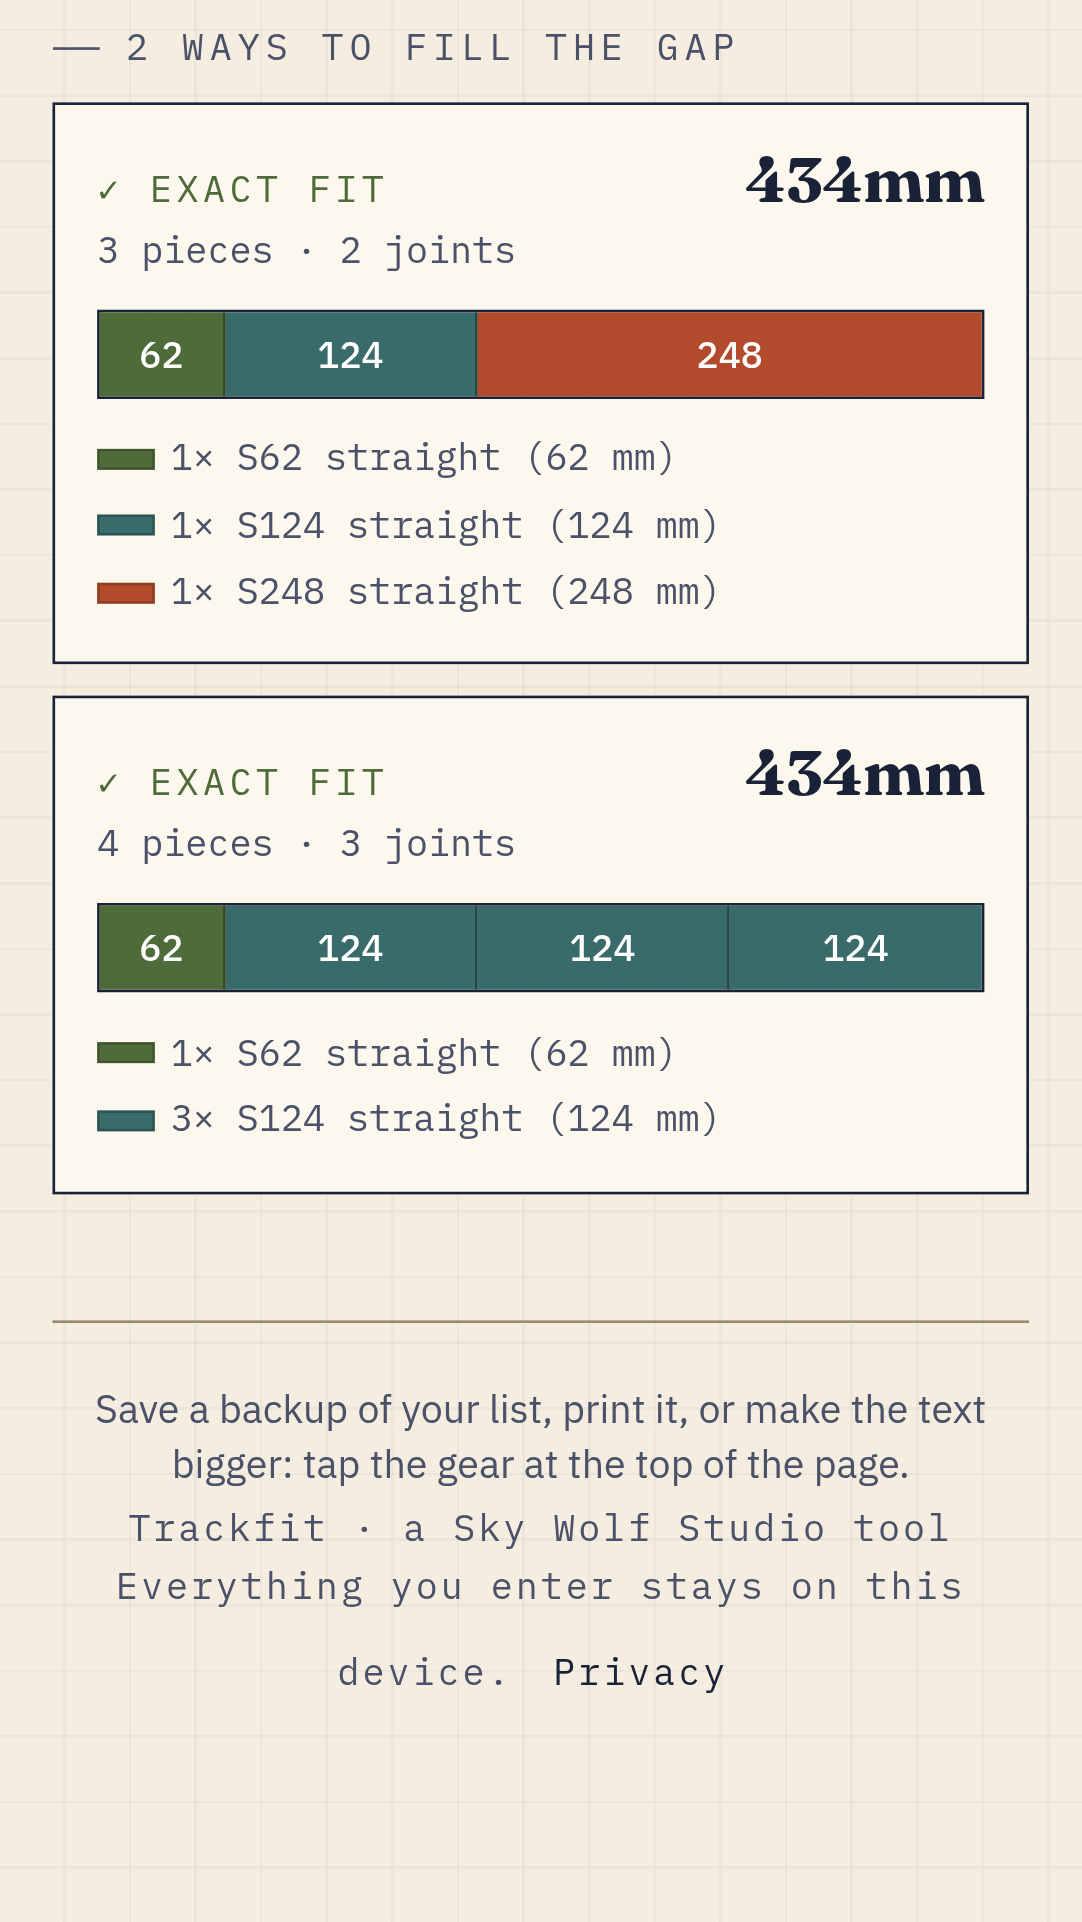 2 WAYS TO FILL THE GAP
✓ EXACT FIT
434mm
3 pieces · 2 joints
62 124 248
1× S62 straight (62 mm)
1× S124 straight (124 mm)
1× S248 straight (248 mm)
✓ EXACT FIT
434mm
4 pieces · 3 joints
62 124 124 124
1× S62 straight (62 mm)
3× S124 straight (124 mm)
Save a backup of your list, print it, or make the text
bigger: tap the gear at the top of the page.
Trackfit · a Sky Wolf Studio tool
Everything you enter stays on this
device. Privacy